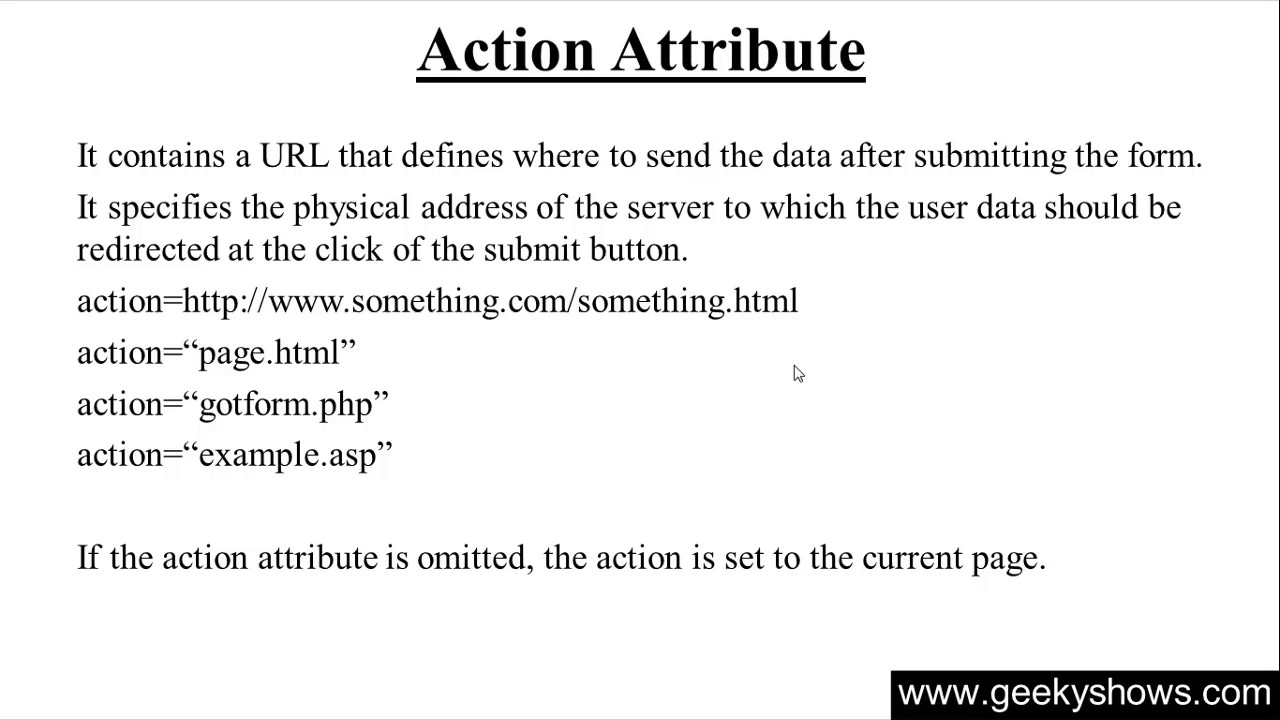 Action Attribute
It contains a URL that defines where to send the data after submitting the form.
It specifies the physical address of the server to which the user data should be
redirected at the click of the submit button.
action=http://www.something.com/something.html
action=“page.html”
action=“gotform.php”
action=“example.asp”
If the action attribute is omitted, the action is set to the current page.
www.geekyshows.com